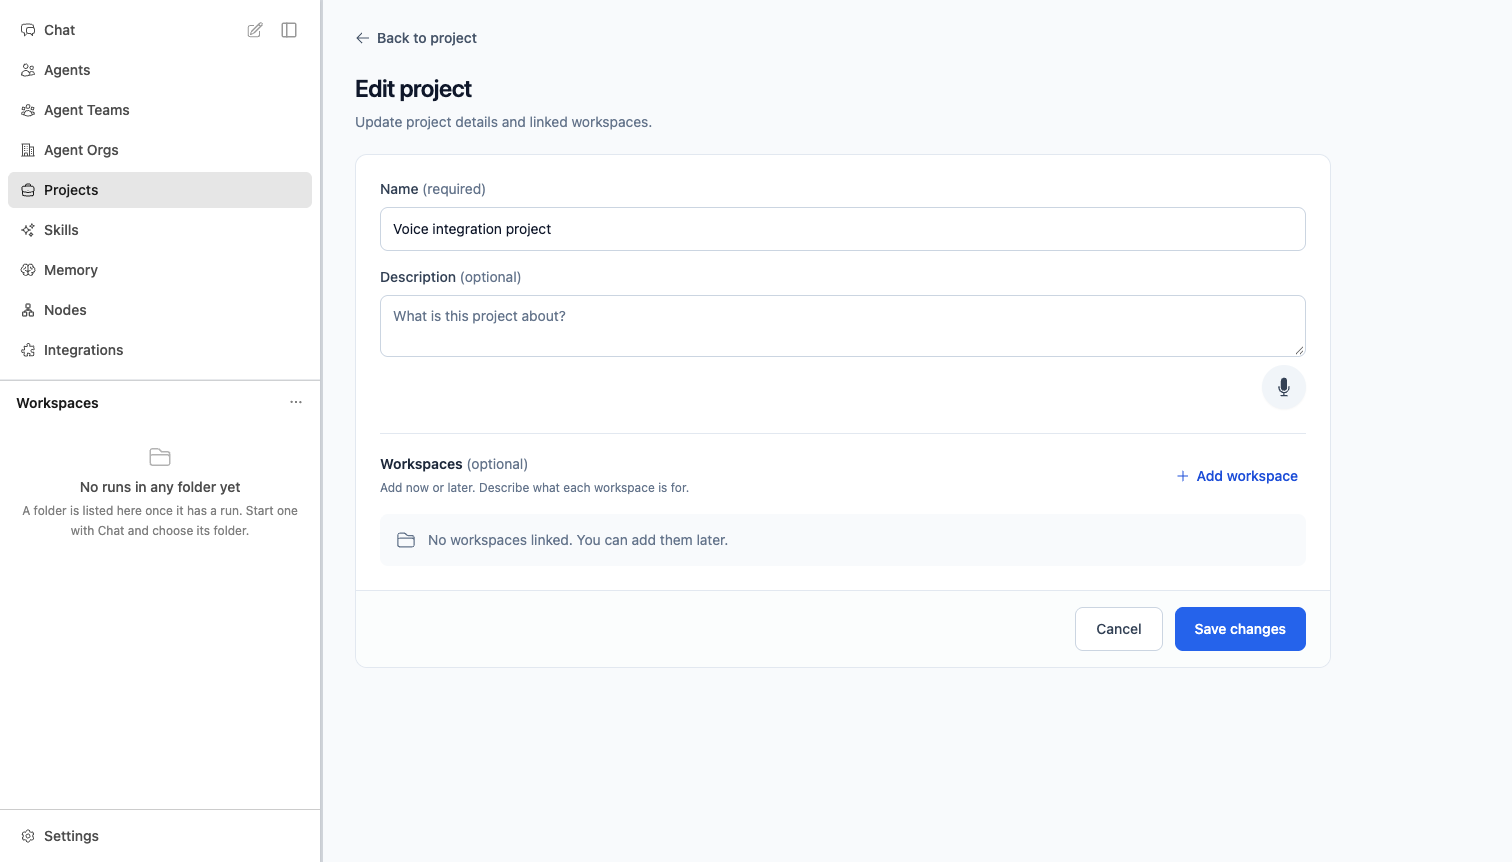 Chat
Agents
Agent Teams
Agent Orgs
Projects
Skills
Memory
Nodes
Integrations
Workspaces
No runs in any folder yet
A folder is listed here once it has a run. Start one
with Chat and choose its folder.
Settings
Back to project
Edit project
Update project details and linked workspaces.
Name (required)
Voice integration project
Description (optional)
What is this project about?
Workspaces (optional)
Add now or later. Describe what each workspace is for.
Add workspace
No workspaces linked. You can add them later.
Cancel
Save changes